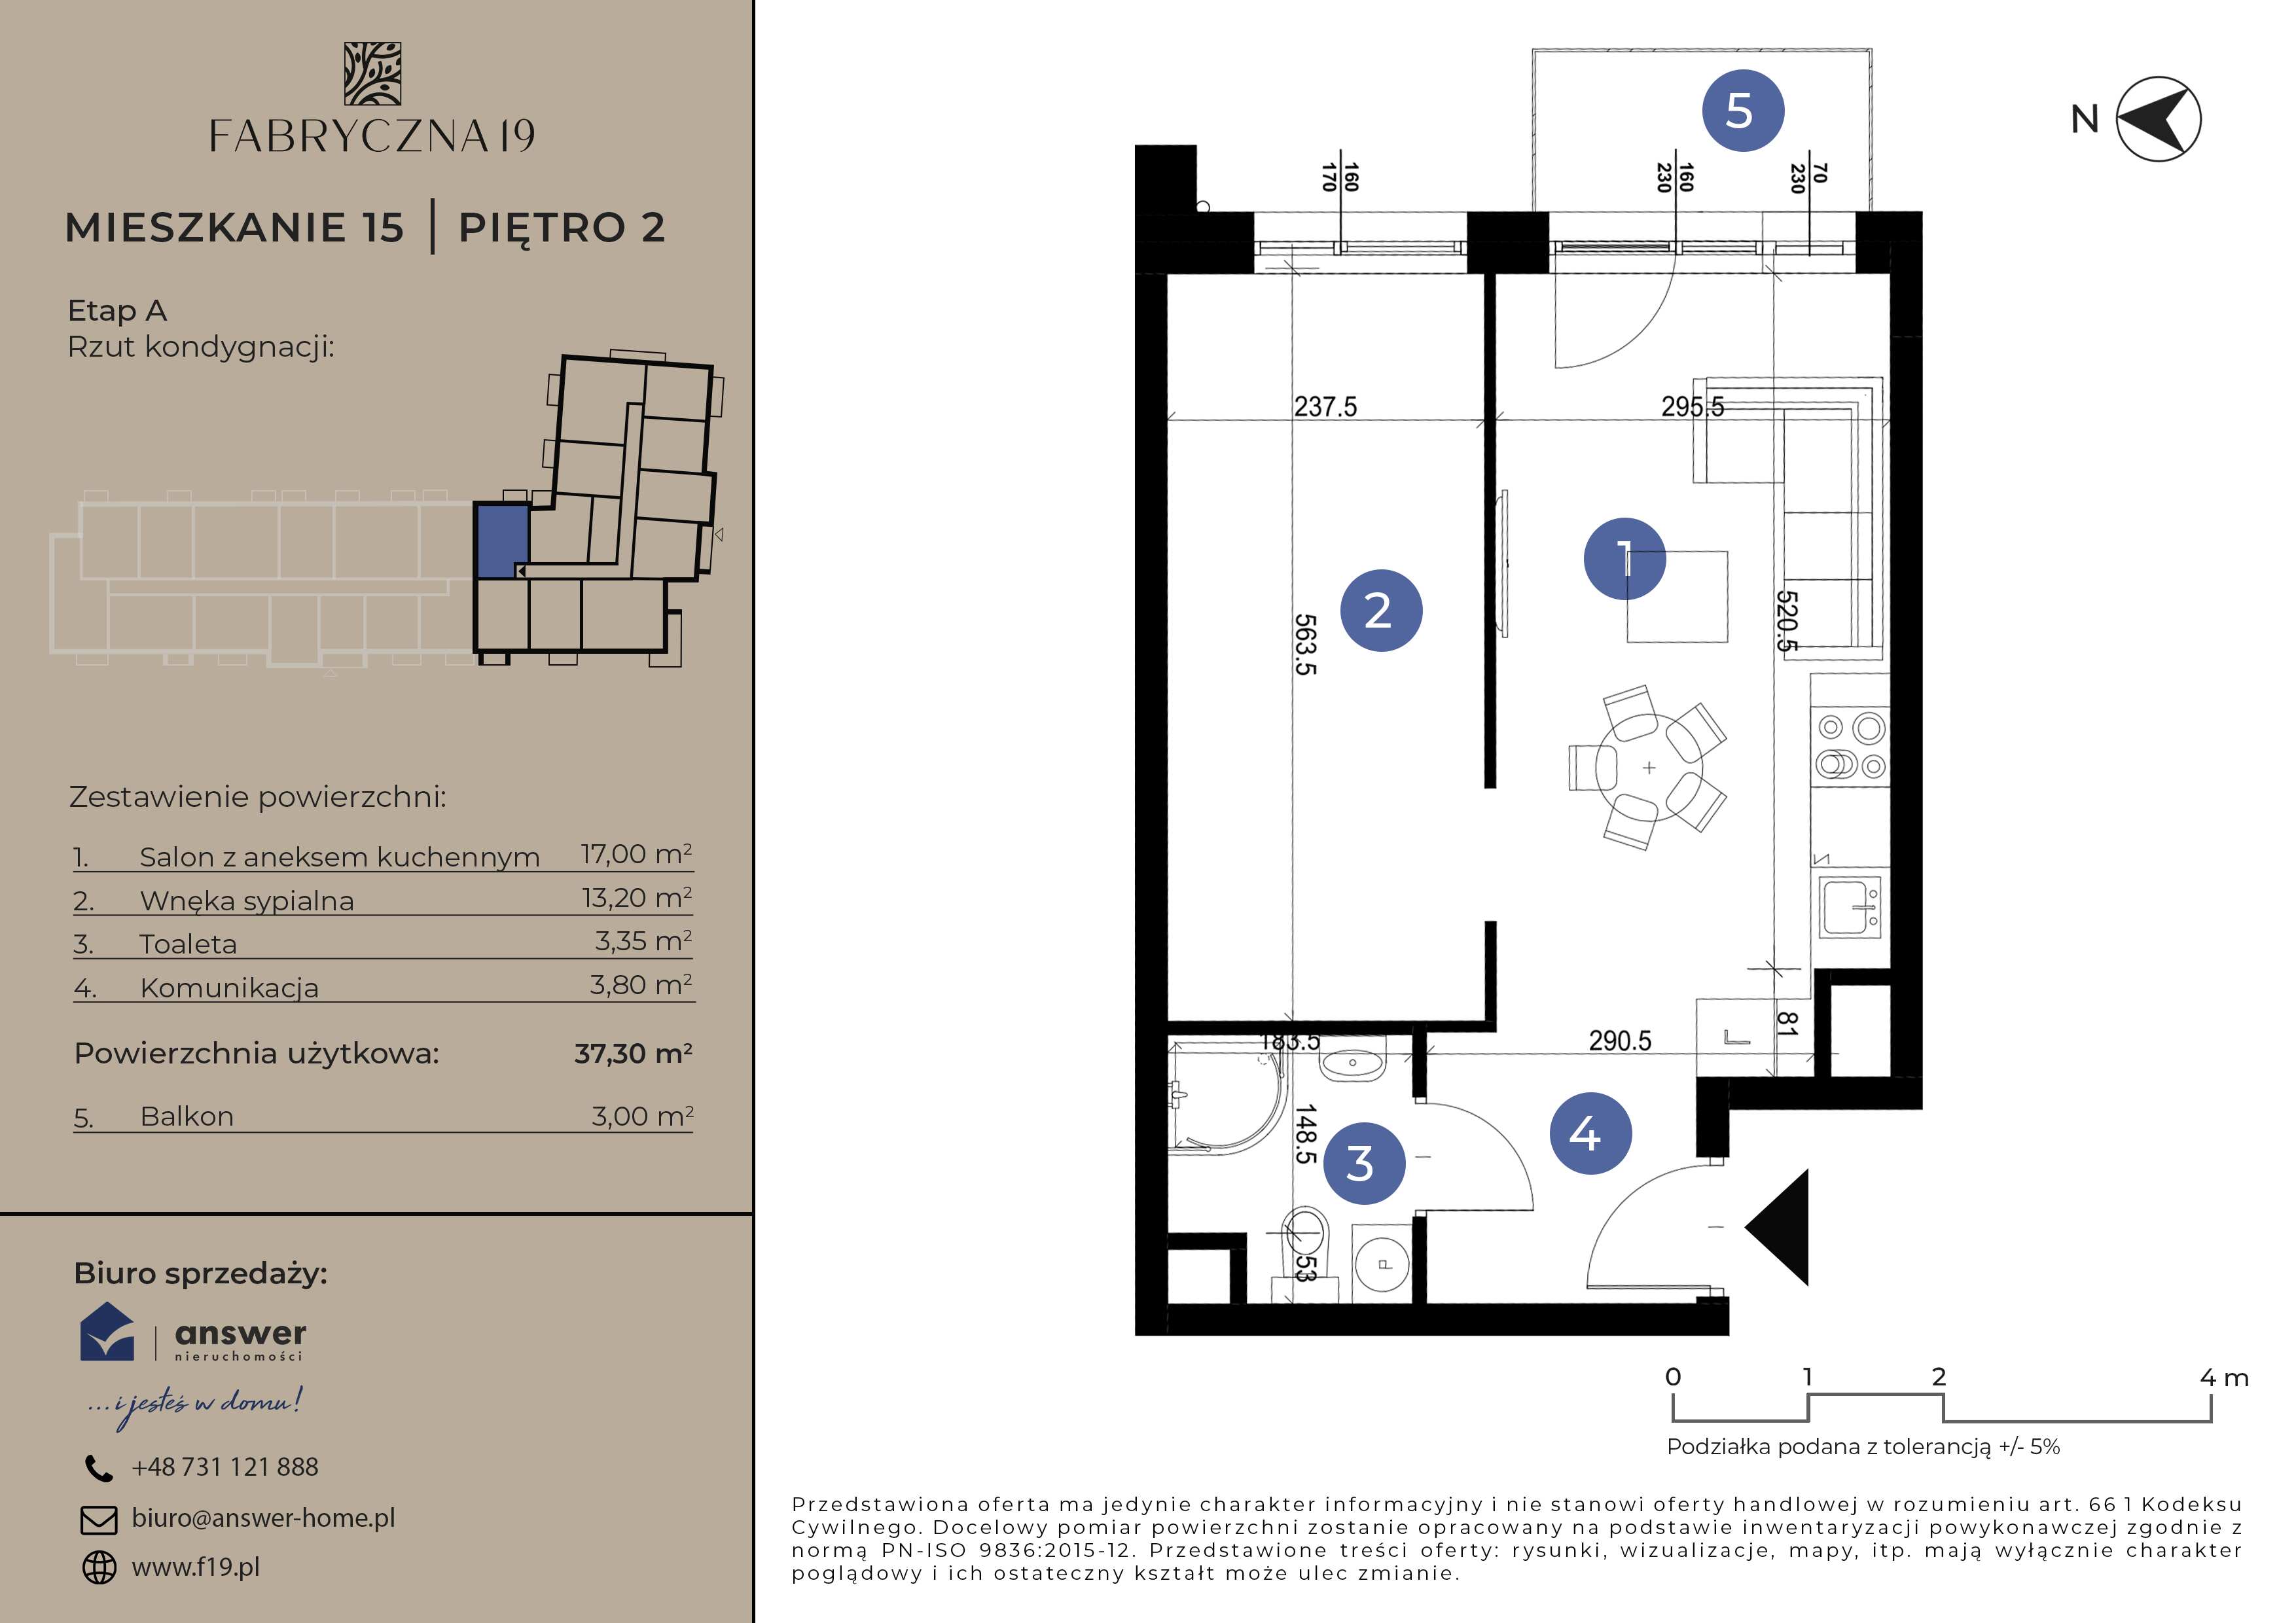 FABRYCZNA 19
MIESZKANIE 15 | PIĘTRO 2
Etap A
Rzut kondygnacji:
Zestawienie powierzchni:
1. Salon z aneksem kuchennym 17,00 m²
2. Wnęka sypialna 13,20 m²
3. Toaleta 3,35 m²
4. Komunikacja 3,80 m²
Powierzchnia użytkowa: 37,30 m²
5. Balkon 3,00 m²
Biuro sprzedaży:
answer
nieruchomości
...i jesteś w domu!
+48 731 121 888
biuro@answer-home.pl
www.f19.pl
5
N
160
170
160
230
70
230
237.5
295.5
1
2
563.5
520.5
183.5
290.5
81
L
4
148.5
3
53
P
0 1 2 4 m
Podziałka podana z tolerancją +/- 5%
Przedstawiona oferta ma jedynie charakter informacyjny i nie stanowi oferty handlowej w rozumieniu art. 66 1 Kodeksu
Cywilnego. Docelowy pomiar powierzchni zostanie opracowany na podstawie inwentaryzacji powykonawczej zgodnie z
normą PN-ISO 9836:2015-12. Przedstawione treści oferty: rysunki, wizualizacje, mapy, itp. mają wyłącznie charakter
poglądowy i ich ostateczny kształt może ulec zmianie.